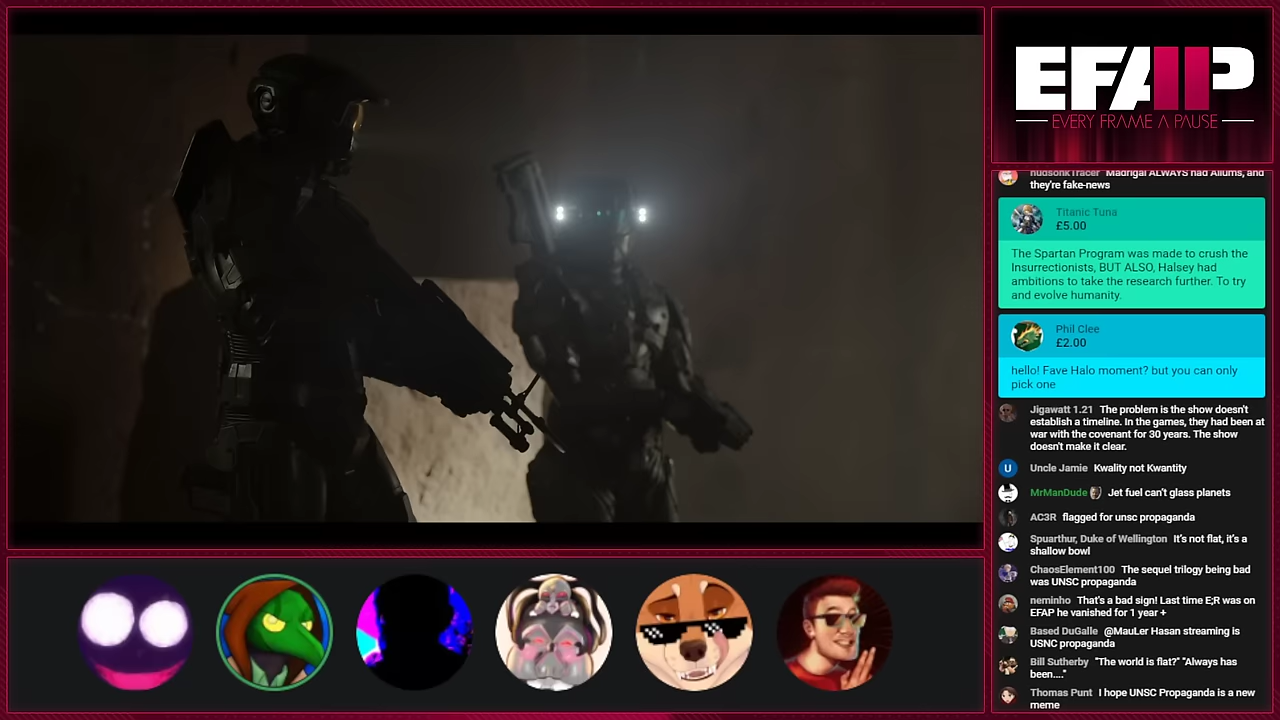 EFAP
EVERY FRAME A PAUSE
hudsonkTracer Madrigal ALWAYS had Alliums, and
they're fake-news
Titanic Tuna
£5.00
The Spartan Program was made to crush the
Insurrectionists, BUT ALSO, Halsey had
ambitions to take the research further. To try
and evolve humanity.
Phil Clee
£2.00
hello! Fave Halo moment? but you can only
pick one
Jigawatt 1.21 The problem is the show doesn't
establish a timeline. In the games, they had been at
war with the covenant for 30 years. The show
doesn't make it clear.
U Uncle Jamie Kwality not Kwantity
MrManDude Jet fuel can't glass planets
AC3R flagged for unsc propaganda
Spuarthur, Duke of Wellington It's not flat, it's a
shallow bowl
ChaosElement100 The sequel trilogy being bad
was UNSC propaganda
neminho That's a bad sign! Last time E;R was on
EFAP he vanished for 1 year +
Based DuGalle @MauLer Hasan streaming is
USNC propaganda
Bill Sutherby "The world is flat?" "Always has
been...."
Thomas Punt I hope UNSC Propaganda is a new
meme